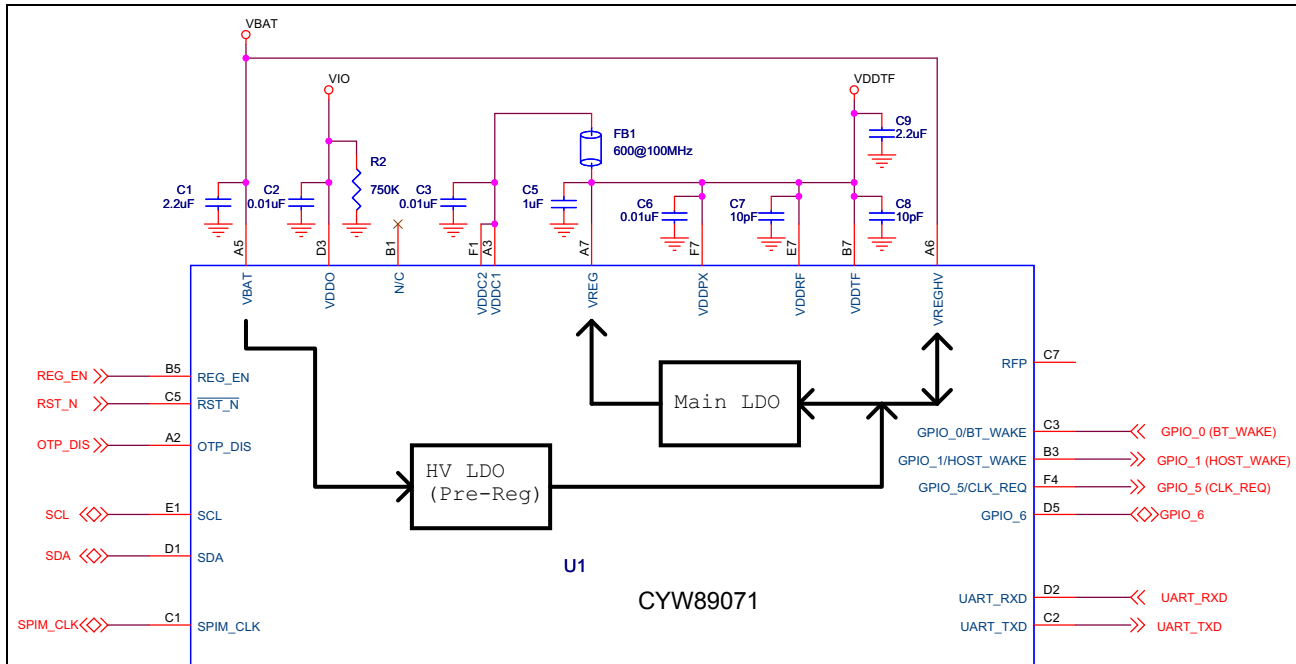 VBAT
VIO
VDDTF
C9
2.2uF
FB1
600@100MHz
R2
750K
C1
2.2uF
C2
0.01uF
C3
0.01uF
C5
1uF
C6
0.01uF
C7
10pF
C8
10pF
A5
D3
B1
F1
A3
A7
F7
E7
B7
A6
VBAT
VDDO
N/C
VDDC2
VDDC1
VREG
VDDPX
VDDRF
VDDTF
VREGHV
REG_EN
B5
REG_EN
RST_N
C5
RST_N
OTP_DIS
A2
OTP_DIS
SCL
E1
SCL
SDA
D1
SDA
SPIM_CLK
C1
SPIM_CLK
Main LDO
HV LDO
(Pre-Reg)
U1
CYW89071
RFP
C7
GPIO_0/BT_WAKE
C3
GPIO_0 (BT_WAKE)
GPIO_1/HOST_WAKE
B3
GPIO_1 (HOST_WAKE)
GPIO_5/CLK_REQ
F4
GPIO_5 (CLK_REQ)
GPIO_6
D5
GPIO_6
UART_RXD
D2
UART_RXD
UART_TXD
C2
UART_TXD